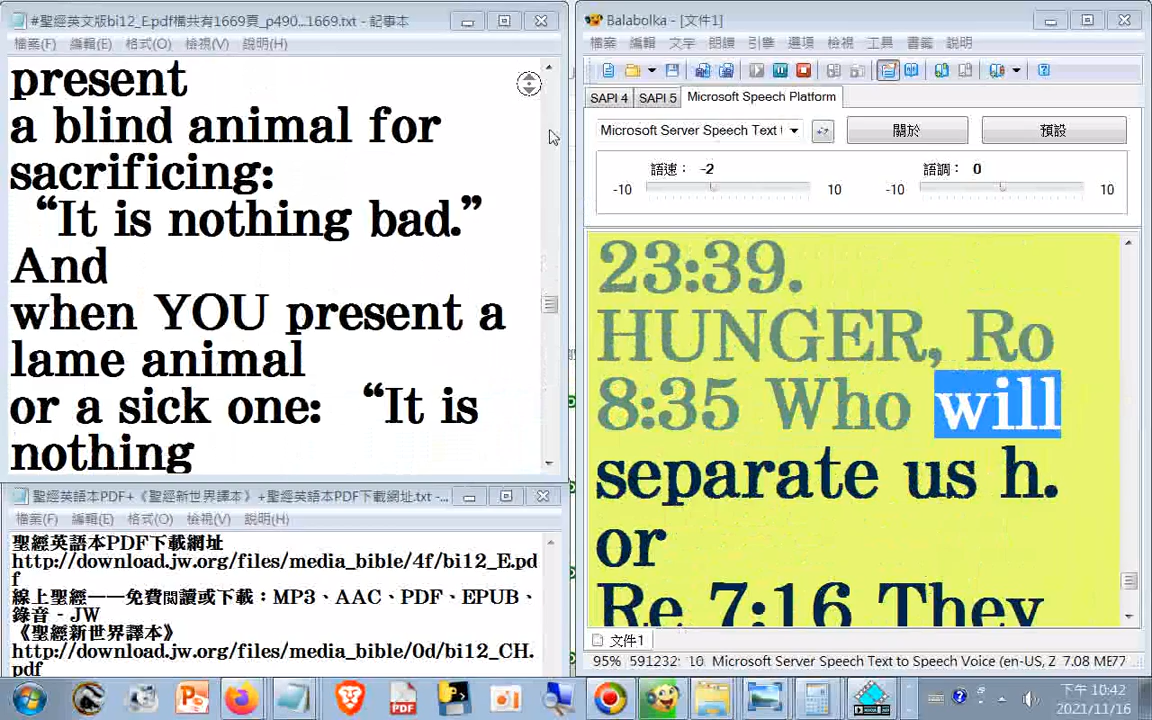 #聖經英文版bi12_E.pdf橫共有1669頁_p490...1669.txt - 記事本
檔案(F) 編輯(E) 格式(O) 檢視(V) 說明(H)
present
a blind animal for
sacrificing:
“It is nothing bad.”
And
when YOU present a
lame animal
or a sick one: “It is
nothing
聖經英語本PDF+《聖經新世界譯本》+聖經英語本PDF下載網址.txt - ...
檔案(F) 編輯(E) 格式(O) 檢視(V) 說明(H)
聖經英語本PDF下載網址
http://download.jw.org/files/media_bible/4f/bi12_E.pd
f
線上聖經——免費閱讀或下載：MP3、AAC、PDF、EPUB、
錄音 - JW
《聖經新世界譯本》
http://download.jw.org/files/media_bible/0d/bi12_CH.
pdf
Balabolka - [文件1]
檔案 編輯 文字 朗讀 引擎 選項 檢視 工具 書籤 說明
SAPI 4 SAPI 5 Microsoft Speech Platform
Microsoft Server Speech Text 關於 預設
語速： -2 語調： 0
-10 10 -10 10
23:39.
HUNGER, Ro
8:35 Who will
separate us h.
or
Re 7:16 They
文件1
95% 591232: 10 Microsoft Server Speech Text to Speech Voice (en-US, Z 7.08 ME77
下午 10:42
2021/11/16